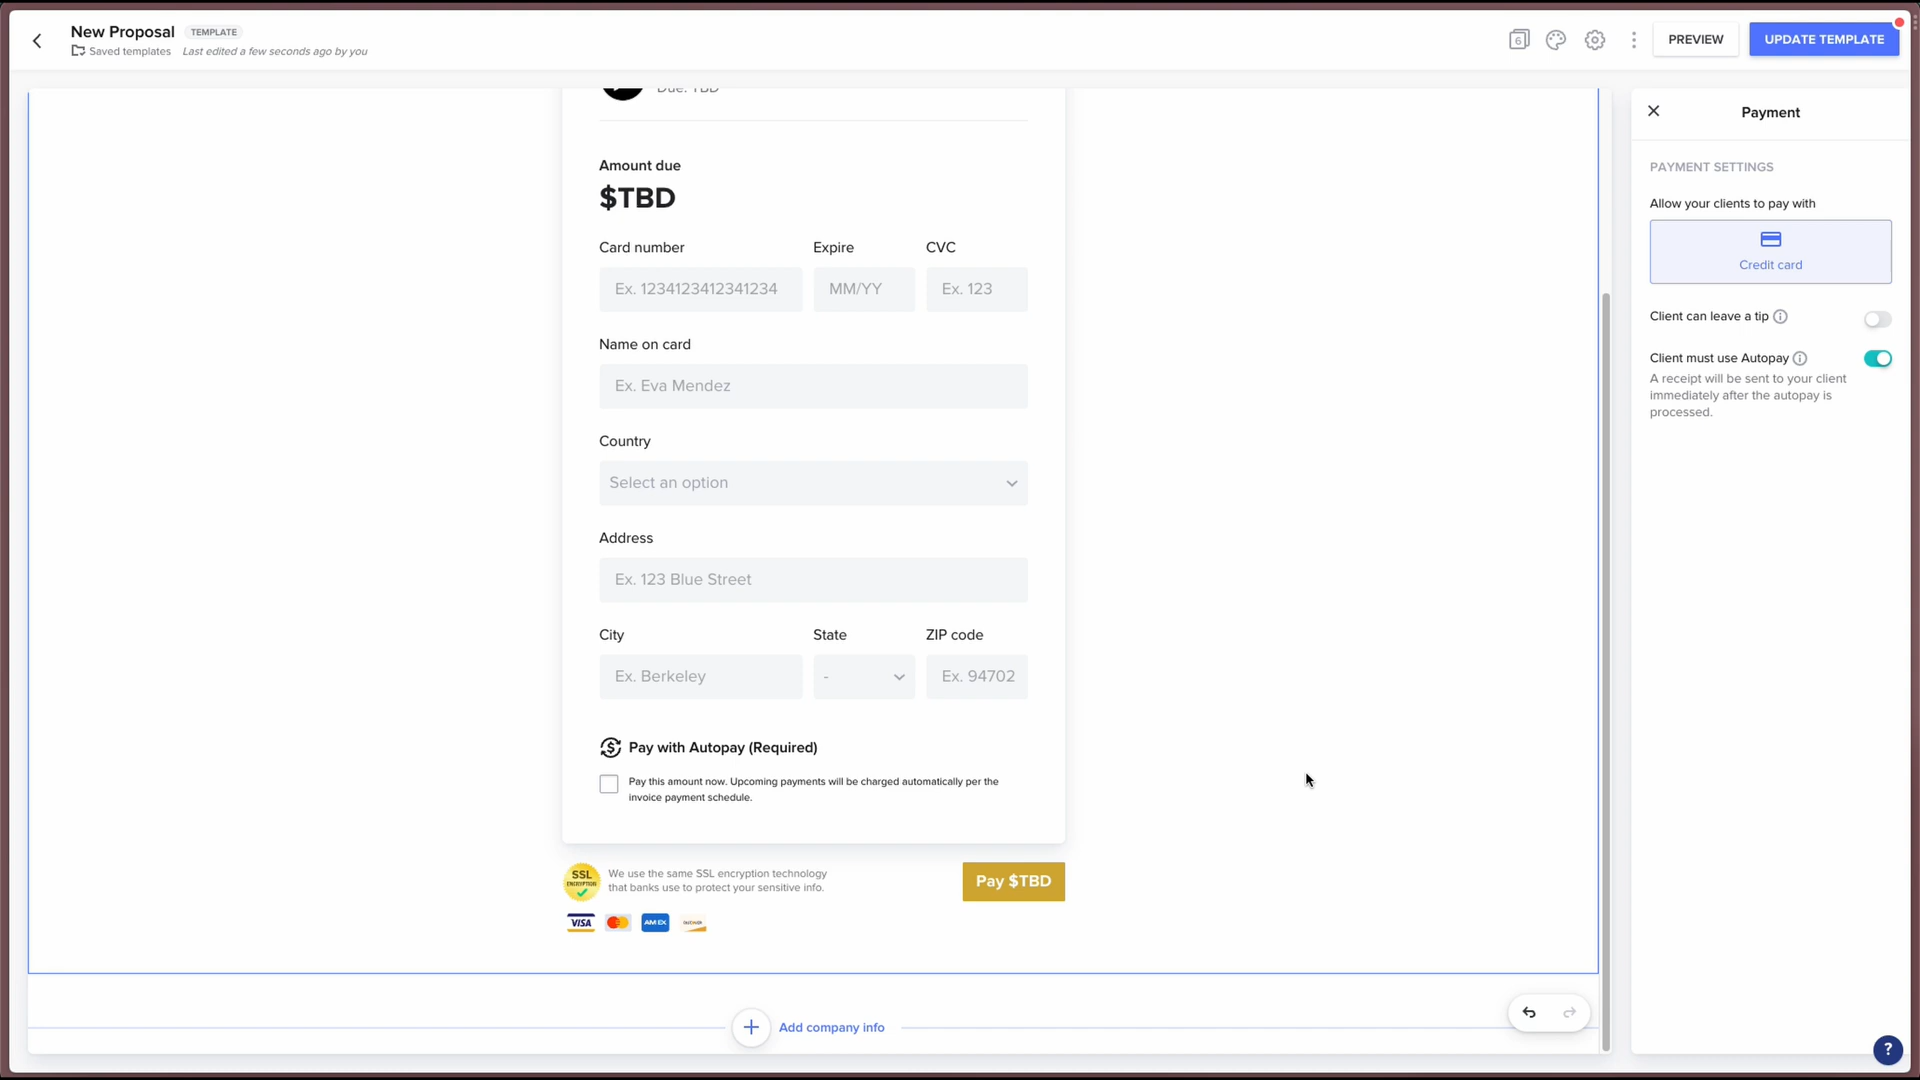 New Proposal
TEMPLATE
Saved templates
Last edited a few seconds ago by you
6
PREVIEW
UPDATE TEMPLATE
Due: TBD
Amount due
$TBD
Card number
Expire
CVC
Ex. 1234123412341234
MM/YY
Ex. 123
Name on card
Ex. Eva Mendez
Country
Select an option
Address
Ex. 123 Blue Street
City
State
ZIP code
Ex. Berkeley
-
Ex. 94702
Pay with Autopay (Required)
Pay this amount now. Upcoming payments will be charged automatically per the
invoice payment schedule.
SSL
ENCRYPTION
We use the same SSL encryption technology
that banks use to protect your sensitive info.
Pay $TBD
VISA
AMEX
Add company info
Payment
PAYMENT SETTINGS
Allow your clients to pay with
Credit card
Client can leave a tip
Client must use Autopay
A receipt will be sent to your client
immediately after the autopay is
processed.
?